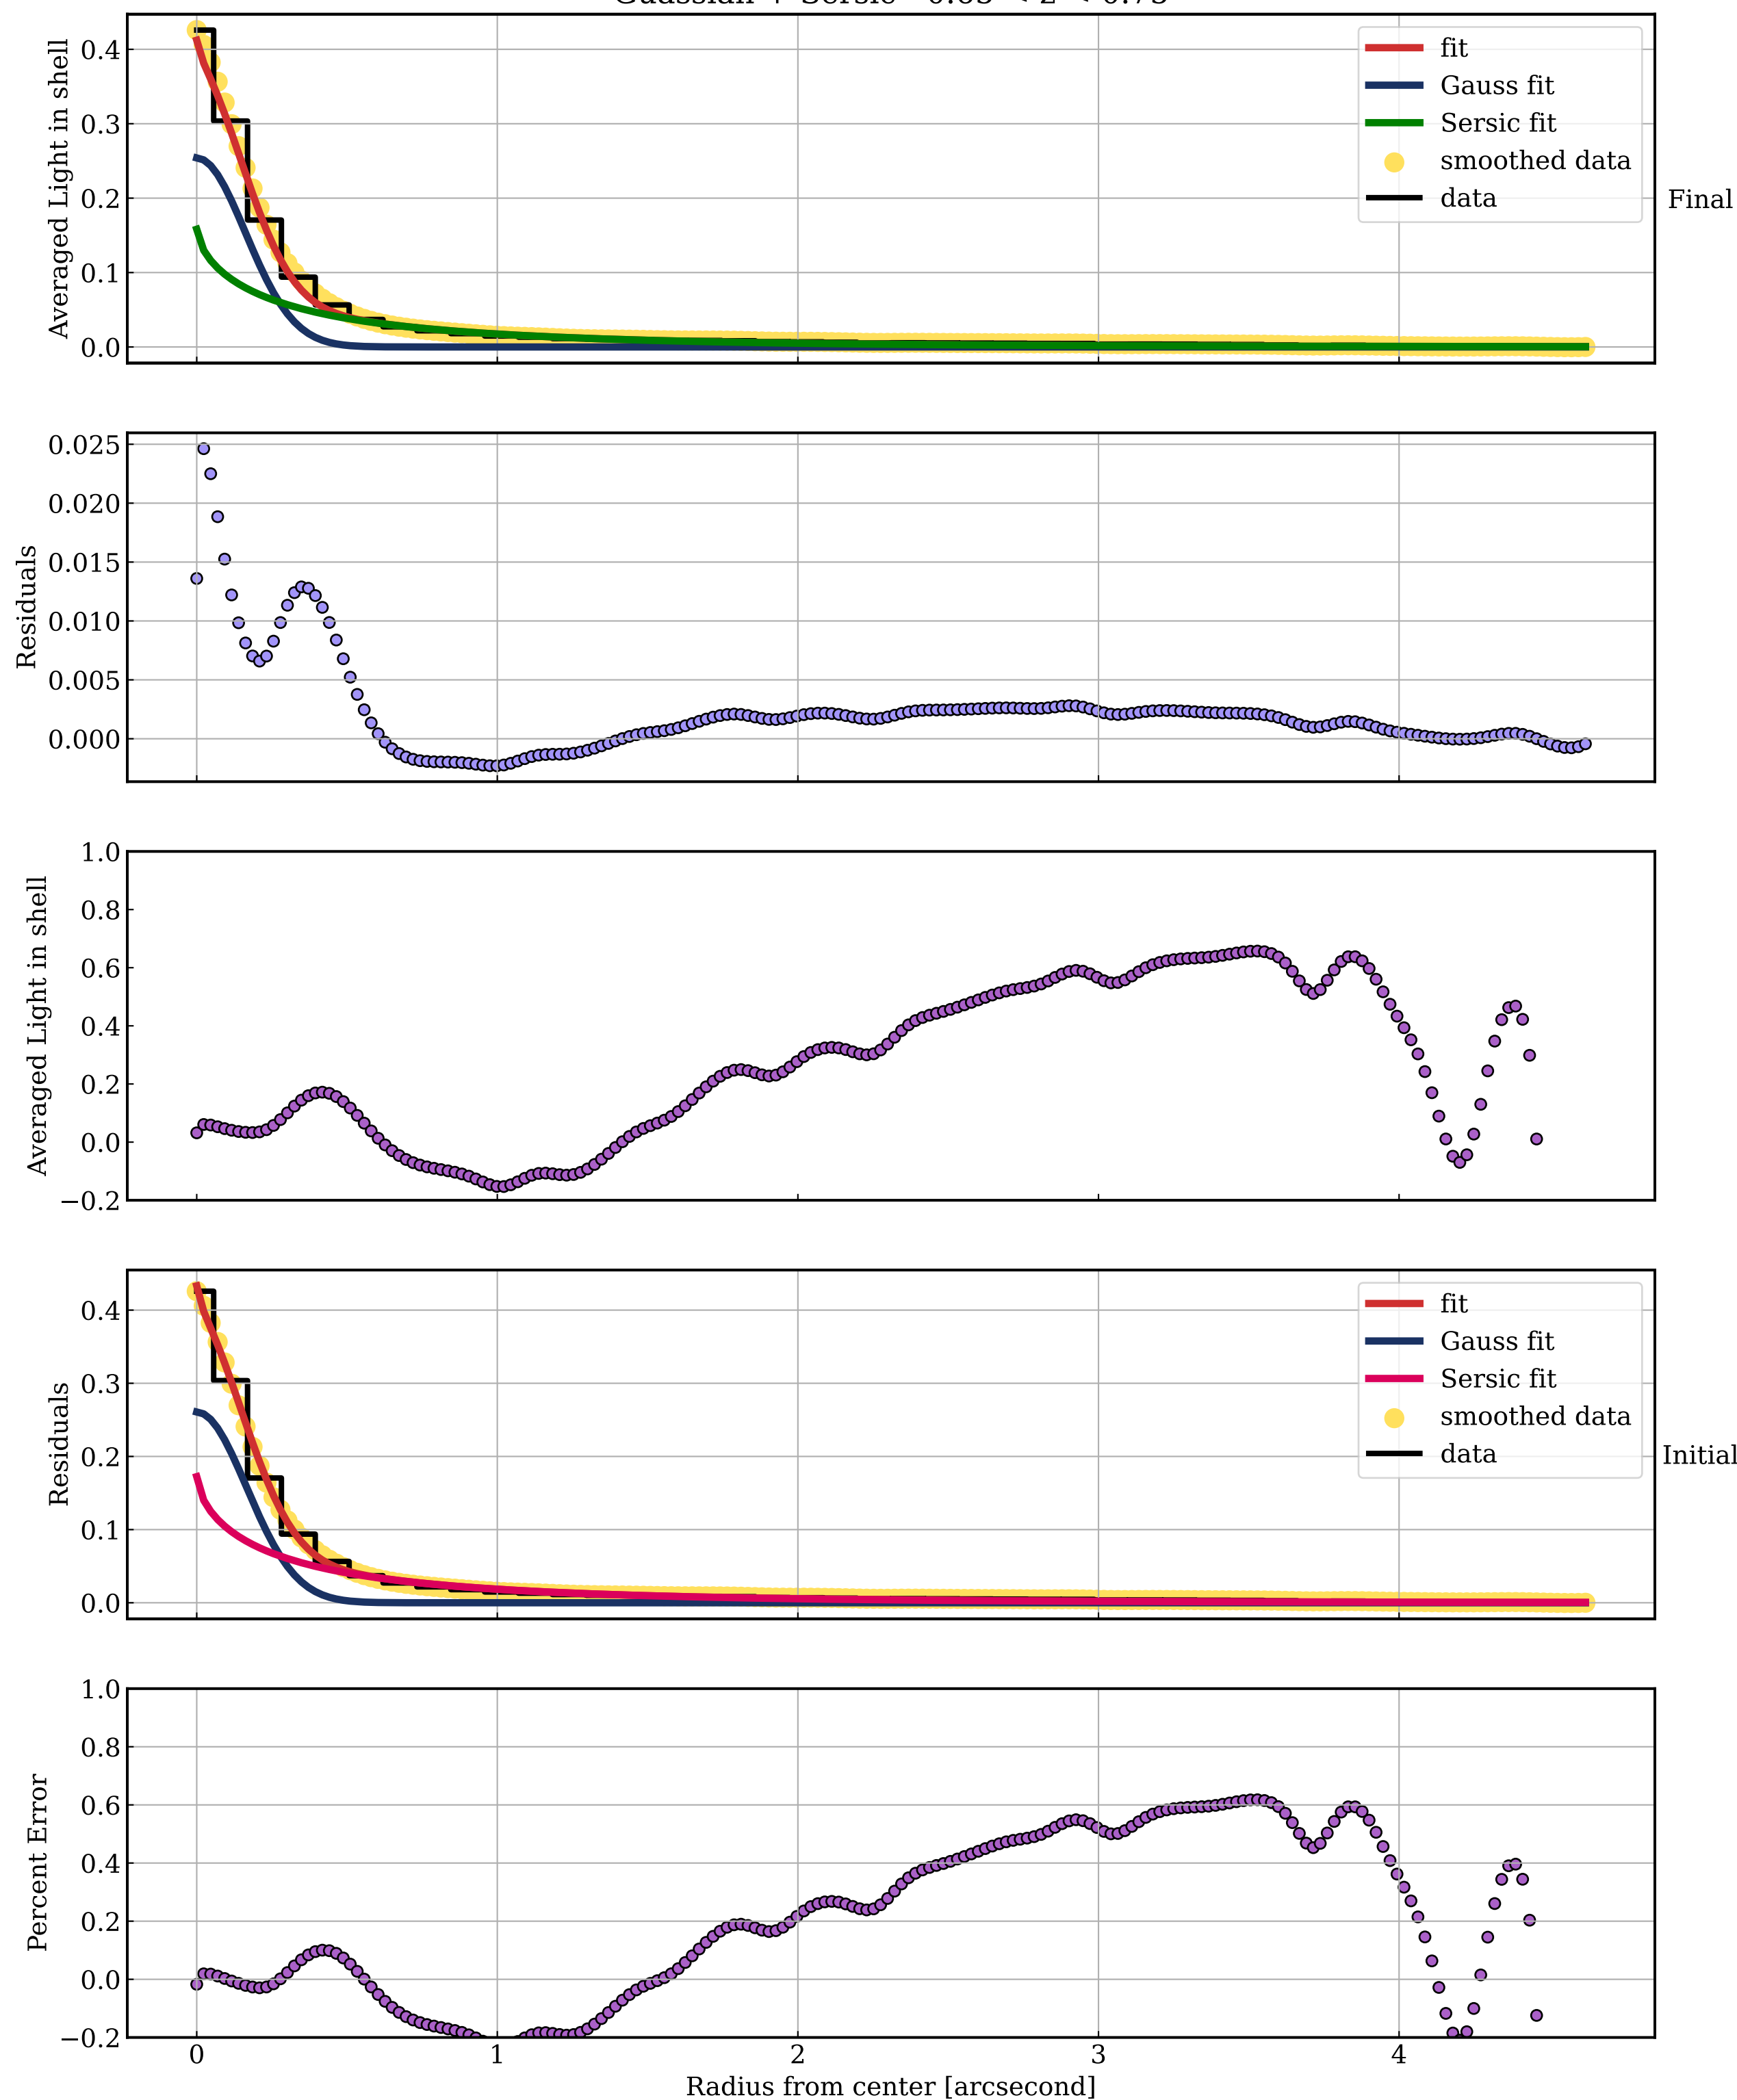 0.4
0.3
0.2
0.1
0.0
Averaged Light in shell
fit
Gauss fit
Sersic fit
smoothed data
data
Final
0.025
0.020
0.015
0.010
0.005
0.000
Residuals
1.0
0.8
0.6
0.4
0.2
0.0
−0.2
Averaged Light in shell
0.4
0.3
0.2
0.1
0.0
Residuals
fit
Gauss fit
Sersic fit
smoothed data
data
Initial
1.0
0.8
0.6
0.4
0.2
0.0
−0.2
Percent Error
0 1 2 3 4
Radius from center [arcsecond]